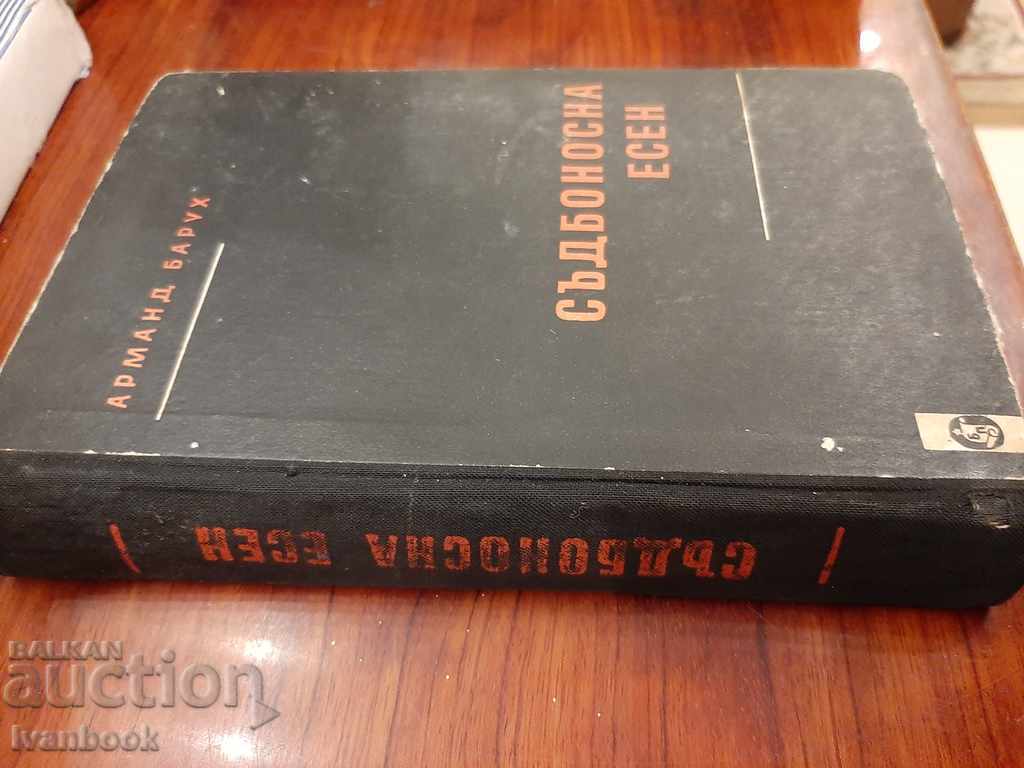 АРМАНД БАРУХ
СЪДБОНОСНА
ЕСЕН
СЪДБОНОСНА ЕСЕН
BALKAN
auction
Ivanbook